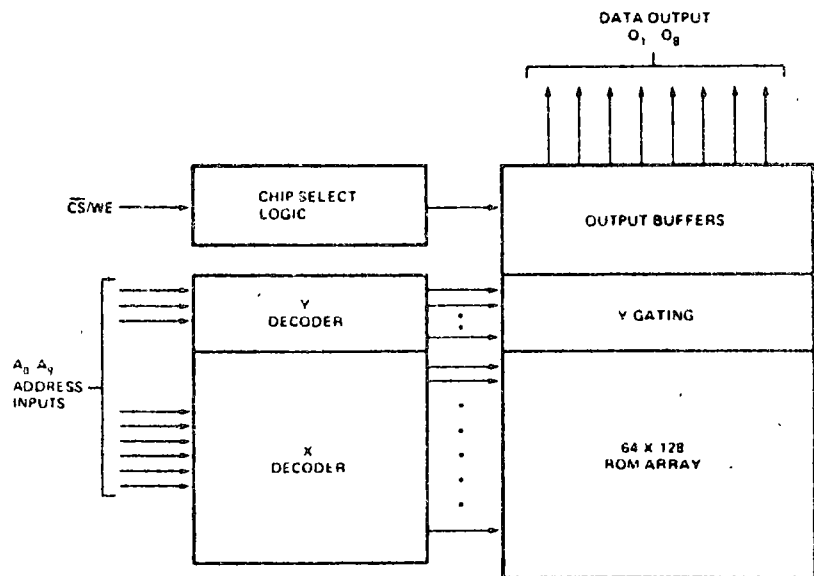 DATA OUTPUT
O₁ O₈
C̅S̅/WE
CHIP SELECT
LOGIC
OUTPUT BUFFERS
Y
DECODER
Y GATING
A₀ A₉
ADDRESS
INPUTS
X
DECODER
64 X 128
ROM ARRAY